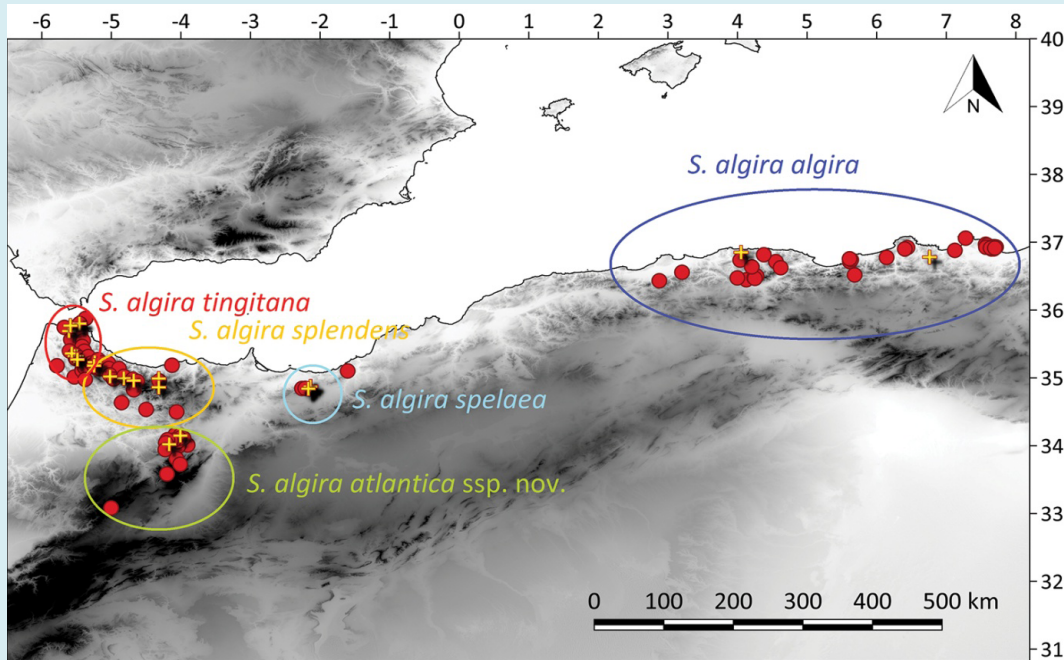 -6 -5 -4 -3 -2 -1 0 1 2 3 4 5 6 7 8
40
39
N
38
S. algira algira
37
36
S. algira tingitana
S. algira splendens
35
S. algira spelaea
34
S. algira atlantica ssp. nov.
33
32
0 100 200 300 400 500 km
31